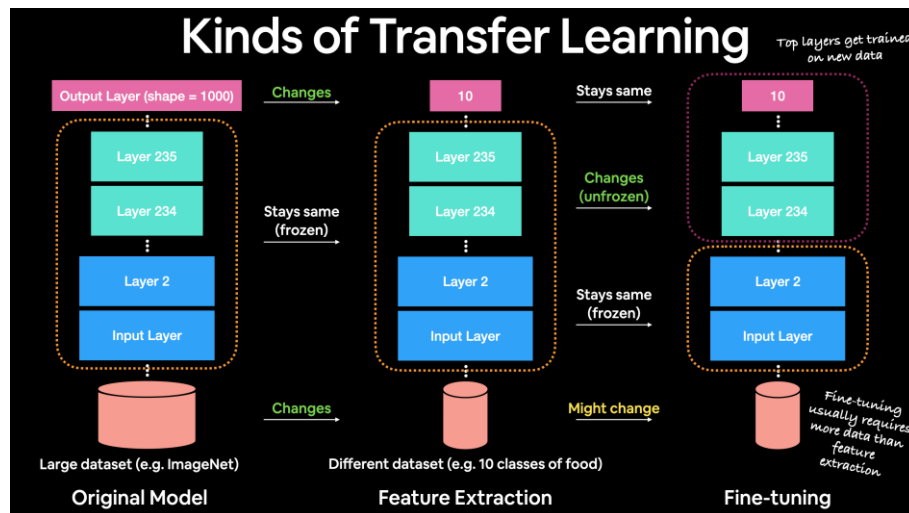 Kinds of Transfer Learning
Top layers get trained
on new data
Output Layer (shape = 1000)
Changes
10
Stays same
10
Layer 235
Layer 235
Layer 235
Changes
(unfrozen)
Layer 234
Stays same
(frozen)
Layer 234
Layer 234
Layer 2
Layer 2
Layer 2
Stays same
(frozen)
Input Layer
Input Layer
Input Layer
Changes
Might change
Fine-tuning
usually requires
more data than
feature
extraction
Large dataset (e.g. ImageNet)
Different dataset (e.g. 10 classes of food)
Original Model
Feature Extraction
Fine-tuning